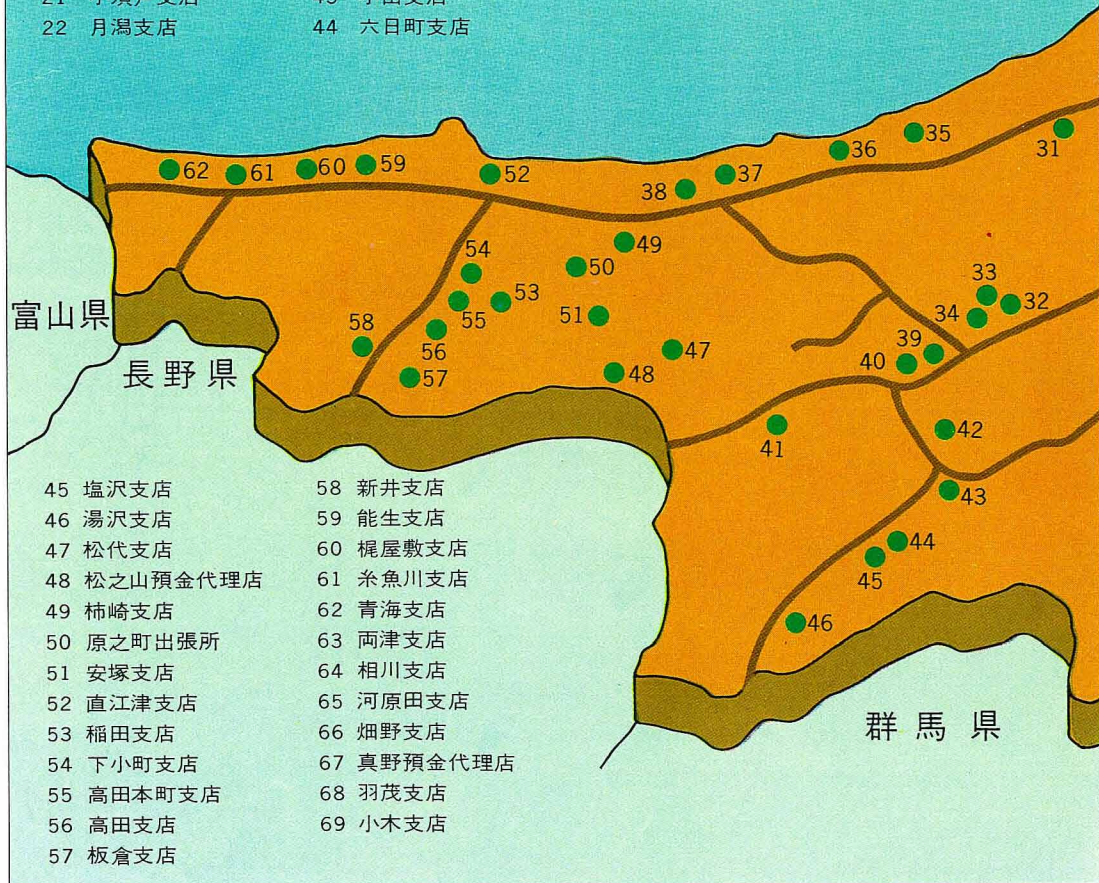 22 月潟支店
44 六日町支店
62
61
60
59
52
38
37
36
35
31
49
50
54
53
55
51
33
32
34
39
40
58
56
57
47
48
41
42
43
44
45
46
富山県
長野県
群馬県
45 塩沢支店
46 湯沢支店
47 松代支店
48 松之山預金代理店
49 柿崎支店
50 原之町出張所
51 安塚支店
52 直江津支店
53 稲田支店
54 下小町支店
55 高田本町支店
56 高田支店
57 板倉支店
58 新井支店
59 能生支店
60 梶屋敷支店
61 糸魚川支店
62 青海支店
63 両津支店
64 相川支店
65 河原田支店
66 畑野支店
67 真野預金代理店
68 羽茂支店
69 小木支店